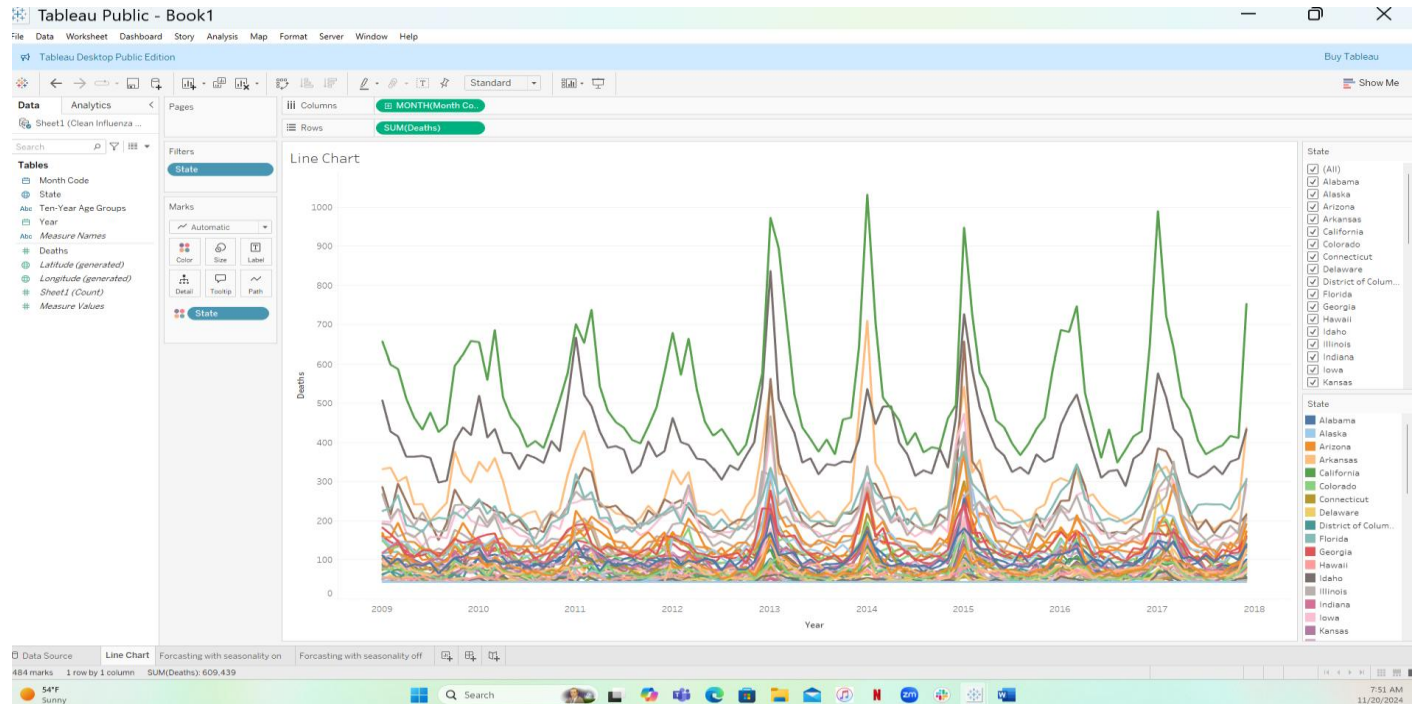 Tableau Public - Book1
File Data Worksheet Dashboard Story Analysis Map Format Server Window Help
Tableau Desktop Public Edition
Buy Tableau
Standard
Show Me
Data Analytics
Sheet1 (Clean Influenza ...
Search
Tables
Month Code
State
Abc Ten-Year Age Groups
Year
Abc Measure Names
# Deaths
Latitude (generated)
Longitude (generated)
# Sheet1 (Count)
# Measure Values
Pages
Filters
State
Marks
Automatic
Color Size Label
Detail Tooltip Path
State
Columns
MONTH(Month Co..
Rows
SUM(Deaths)
Line Chart
1000
900
800
700
600
500
400
300
200
100
0
Deaths
2009 2010 2011 2012 2013 2014 2015 2016 2017 2018
Year
State
(All)
Alabama
Alaska
Arizona
Arkansas
California
Colorado
Connecticut
Delaware
District of Colum...
Florida
Georgia
Hawaii
Idaho
Illinois
Indiana
Iowa
Kansas
State
Alabama
Alaska
Arizona
Arkansas
California
Colorado
Connecticut
Delaware
District of Colum...
Florida
Georgia
Hawaii
Idaho
Illinois
Indiana
Iowa
Kansas
Data Source Line Chart Forcasting with seasonality on Forcasting with seasonality off
484 marks 1 row by 1 column SUM(Deaths): 609,439
54°F
Sunny
Search
N
zm
W
7:51 AM
11/20/2024